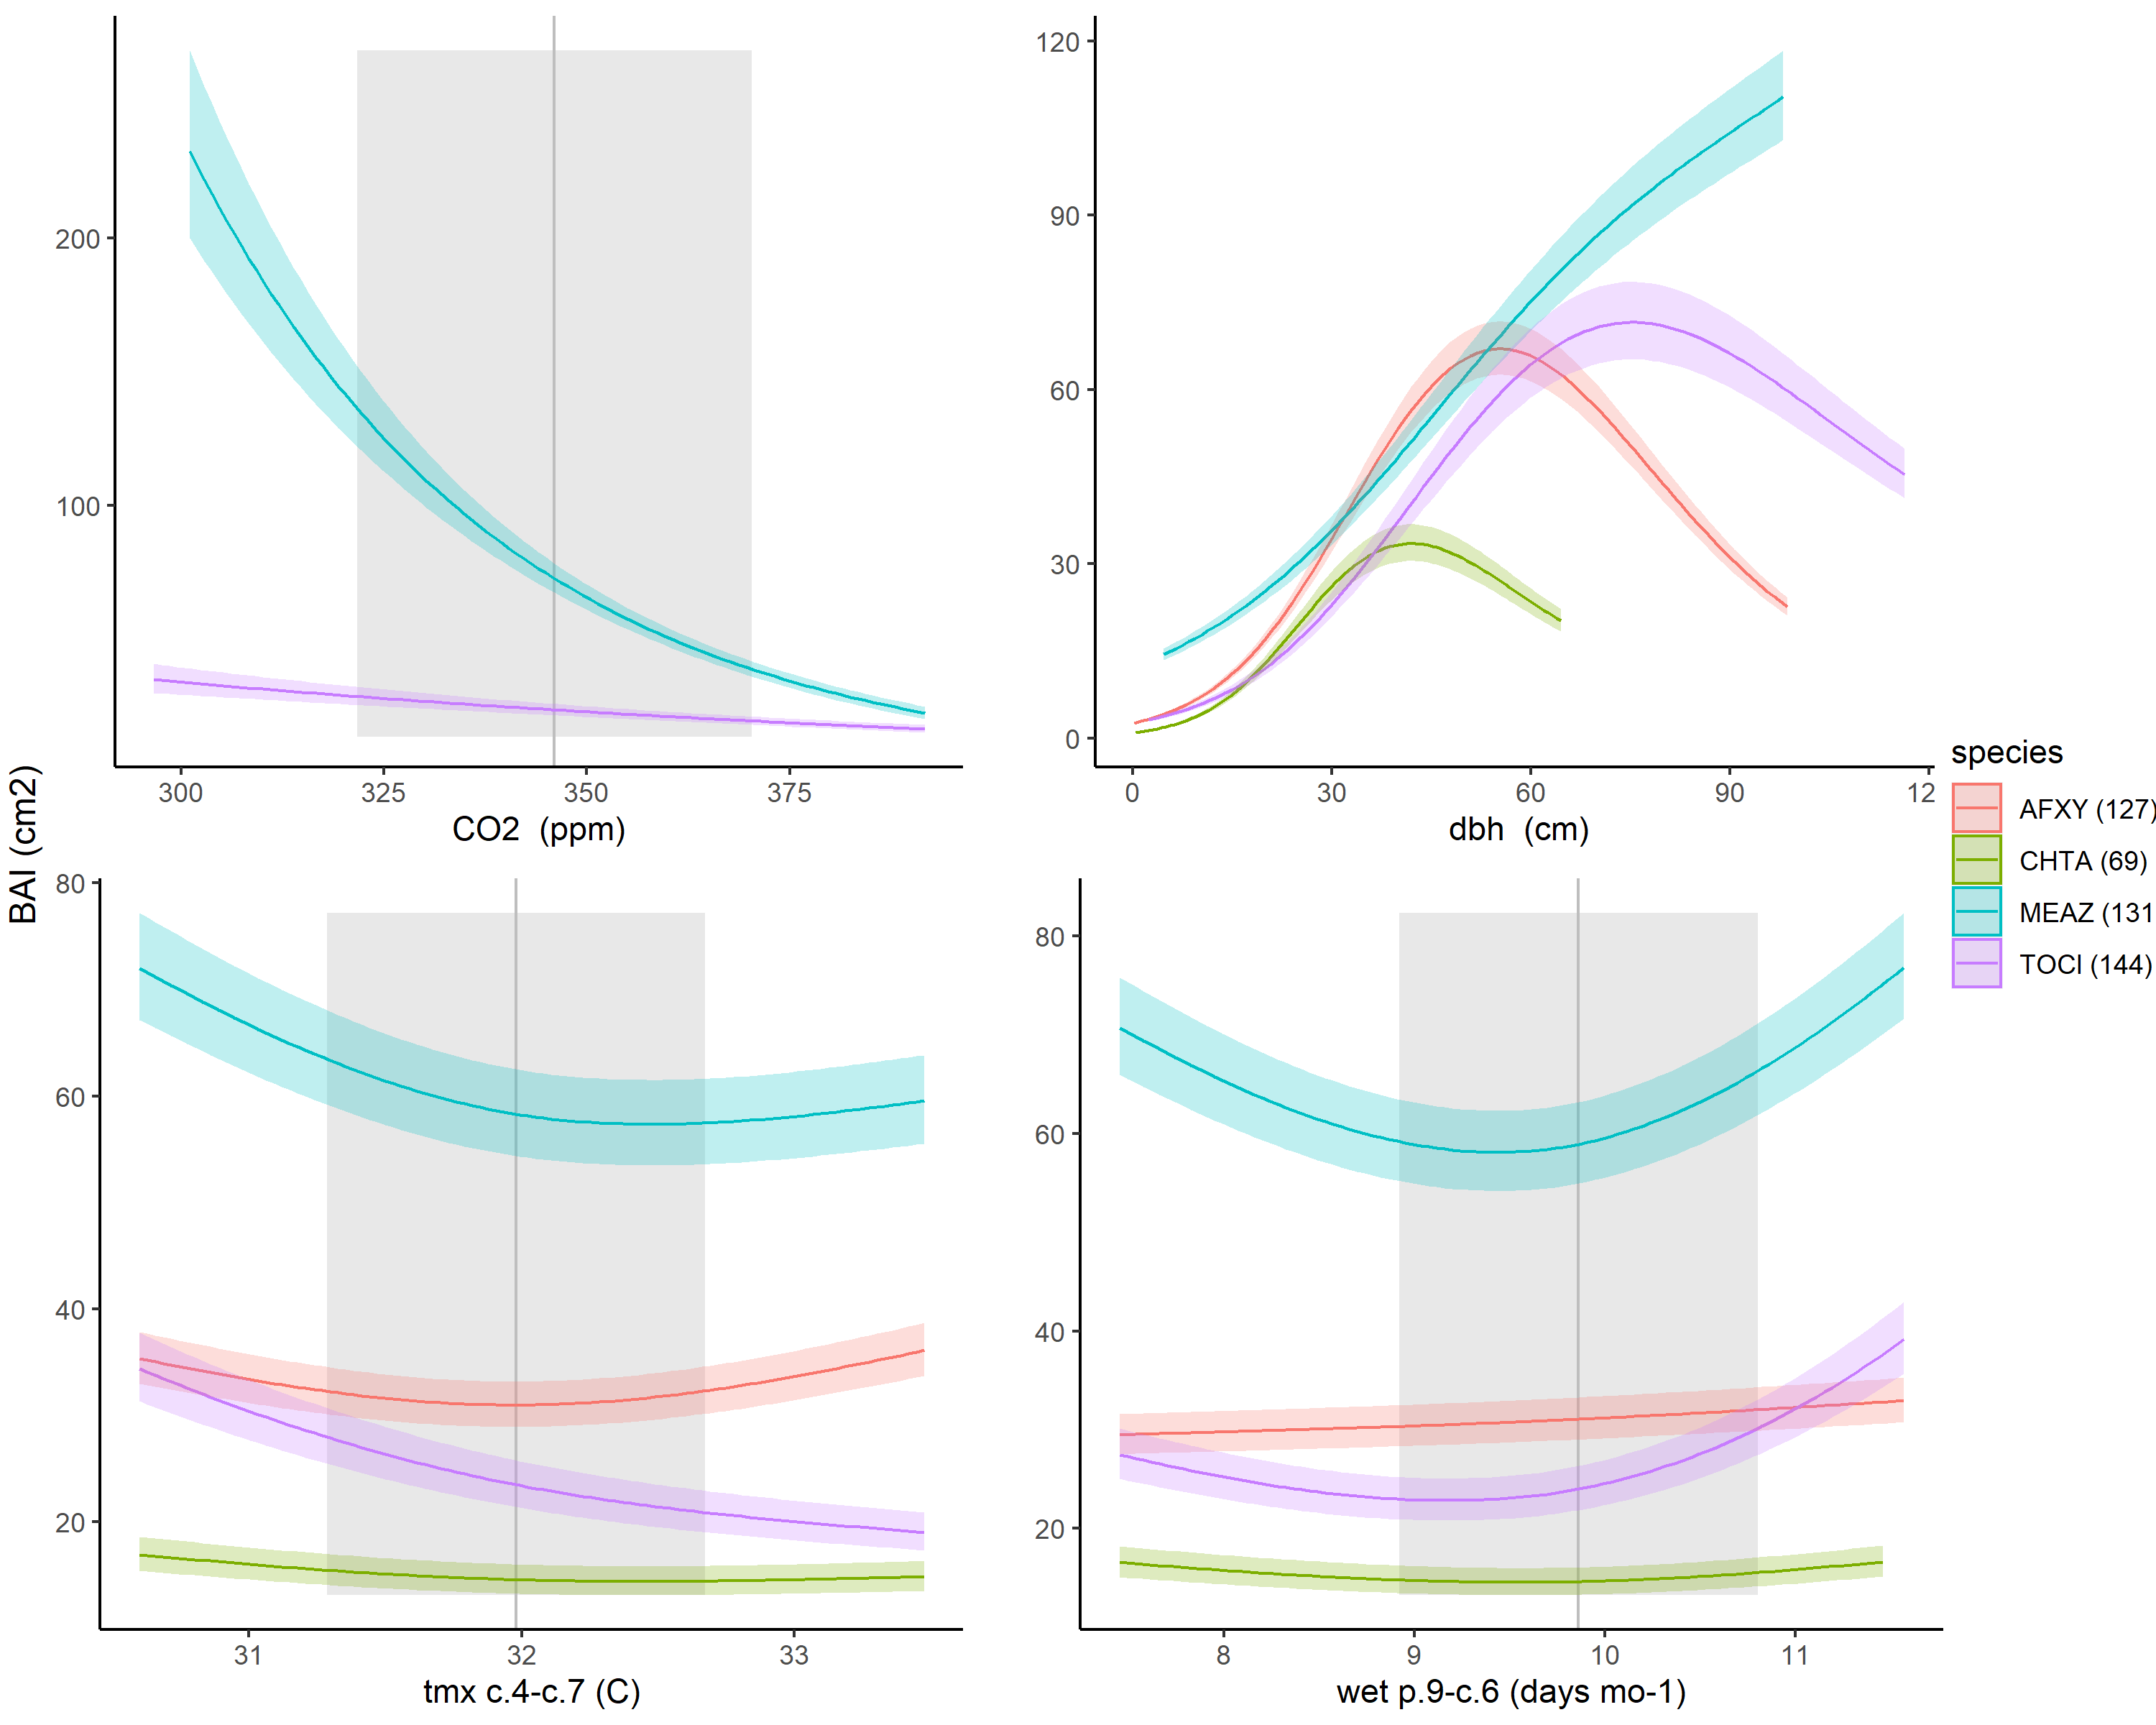 200
100
300 325 350 375
CO2 (ppm)
120
90
60
30
0
0 30 60 90 12
dbh (cm)
BAI (cm2)
80
60
40
20
31 32 33
tmx c.4-c.7 (C)
80
60
40
20
8 9 10 11
wet p.9-c.6 (days mo-1)
species
AFXY (127)
CHTA (69)
MEAZ (131
TOCI (144)